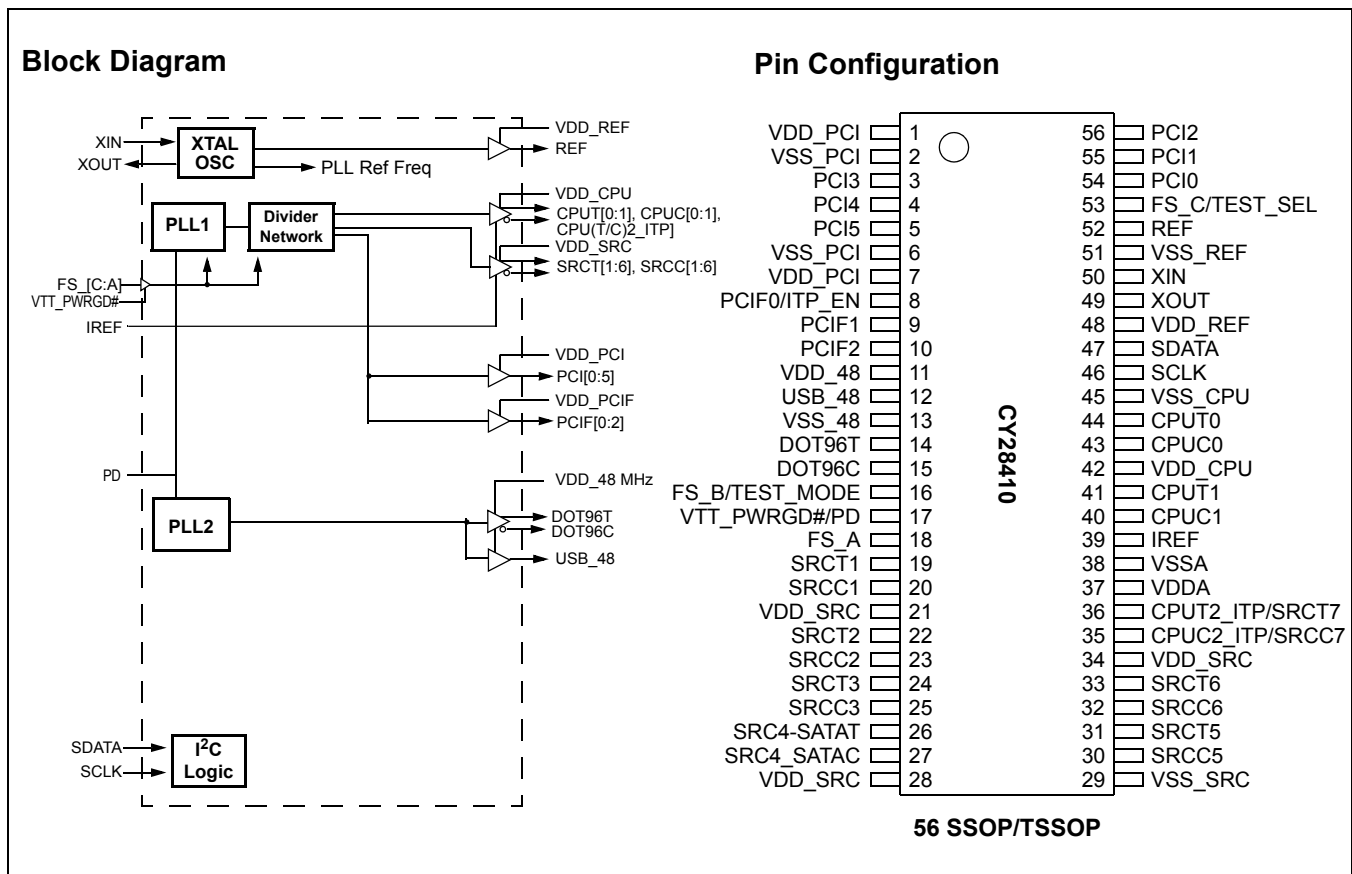 Block Diagram
XIN
XOUT
XTAL
OSC
PLL Ref Freq
VDD_REF
REF
PLL1
Divider
Network
VDD_CPU
CPUT[0:1], CPUC[0:1],
CPU(T/C)2_ITP]
VDD_SRC
SRCT[1:6], SRCC[1:6]
FS_[C:A]
VTT_PWRGD#
IREF
VDD_PCI
PCI[0:5]
VDD_PCIF
PCIF[0:2]
PD
PLL2
VDD_48 MHz
DOT96T
DOT96C
USB_48
SDATA
SCLK
I²C
Logic
Pin Configuration
VDD_PCI 1 56 PCI2
VSS_PCI 2 55 PCI1
PCI3 3 54 PCI0
PCI4 4 53 FS_C/TEST_SEL
PCI5 5 52 REF
VSS_PCI 6 51 VSS_REF
VDD_PCI 7 50 XIN
PCIF0/ITP_EN 8 49 XOUT
PCIF1 9 48 VDD_REF
PCIF2 10 47 SDATA
VDD_48 11 46 SCLK
USB_48 12 45 VSS_CPU
VSS_48 13 44 CPUT0
DOT96T 14 43 CPUC0
DOT96C 15 42 VDD_CPU
FS_B/TEST_MODE 16 41 CPUT1
VTT_PWRGD#/PD 17 40 CPUC1
FS_A 18 39 IREF
SRCT1 19 38 VSSA
SRCC1 20 37 VDDA
VDD_SRC 21 36 CPUT2_ITP/SRCT7
SRCT2 22 35 CPUC2_ITP/SRCC7
SRCC2 23 34 VDD_SRC
SRCT3 24 33 SRCT6
SRCC3 25 32 SRCC6
SRC4-SATAT 26 31 SRCT5
SRC4_SATAC 27 30 SRCC5
VDD_SRC 28 29 VSS_SRC
CY28410
56 SSOP/TSSOP